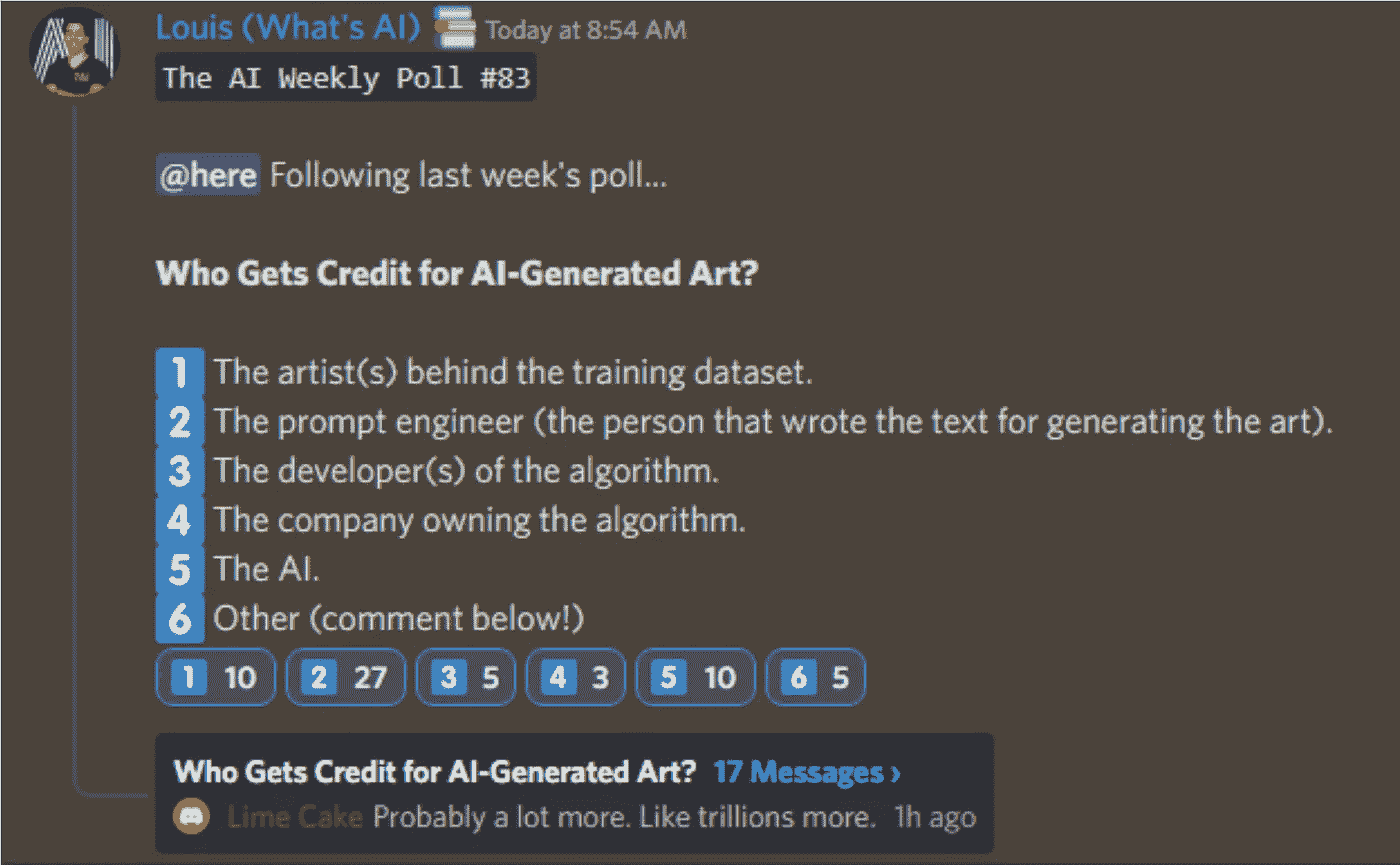 Louis (What's AI) Today at 8:54 AM
The AI Weekly Poll #83
@here Following last week's poll...
Who Gets Credit for AI-Generated Art?
1 The artist(s) behind the training dataset.
2 The prompt engineer (the person that wrote the text for generating the art).
3 The developer(s) of the algorithm.
4 The company owning the algorithm.
5 The AI.
6 Other (comment below!)
1 10 2 27 3 5 4 3 5 10 6 5
Who Gets Credit for AI-Generated Art? 17 Messages ›
Lime Cake Probably a lot more. Like trillions more. 1h ago